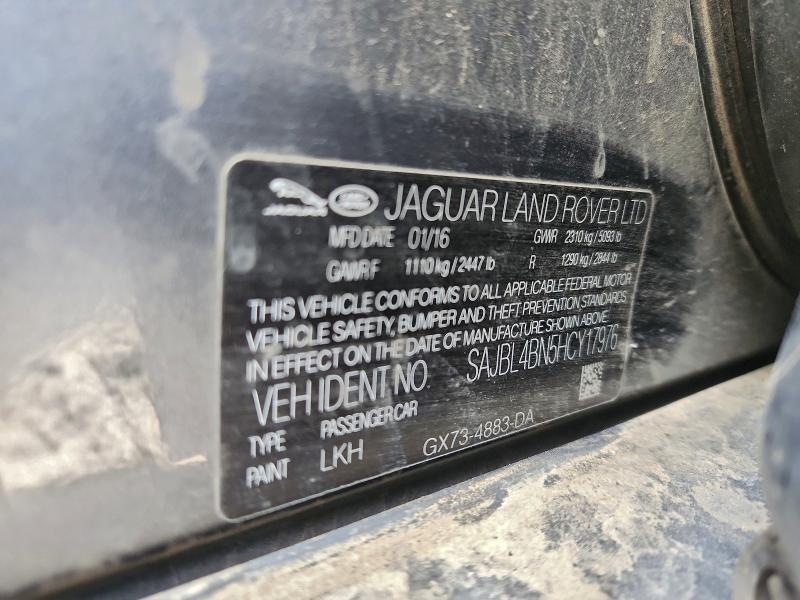 JAGUAR JAGUAR LAND ROVER LTD
MFD DATE 01/16 GVWR 2310 kg / 5093 lb
GAWR F 1110 kg / 2447 lb R 1290 kg / 2844 lb
THIS VEHICLE CONFORMS TO ALL APPLICABLE FEDERAL MOTOR
VEHICLE SAFETY, BUMPER AND THEFT PREVENTION STANDARDS
IN EFFECT ON THE DATE OF MANUFACTURE SHOWN ABOVE.
VEH IDENT NO. SAJBL4BN5HCY17976
TYPE PASSENGER CAR
PAINT LKH GX73-4883-DA